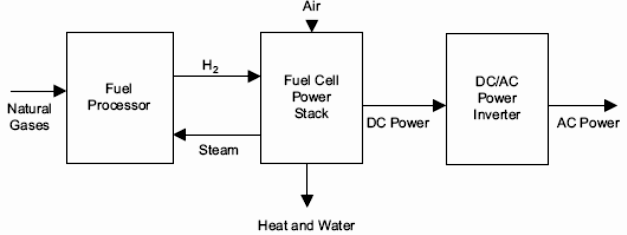 Air
Natural
Gases
Fuel
Processor
H₂
Steam
Fuel Cell
Power
Stack
Heat and Water
DC Power
DC/AC
Power
Inverter
AC Power